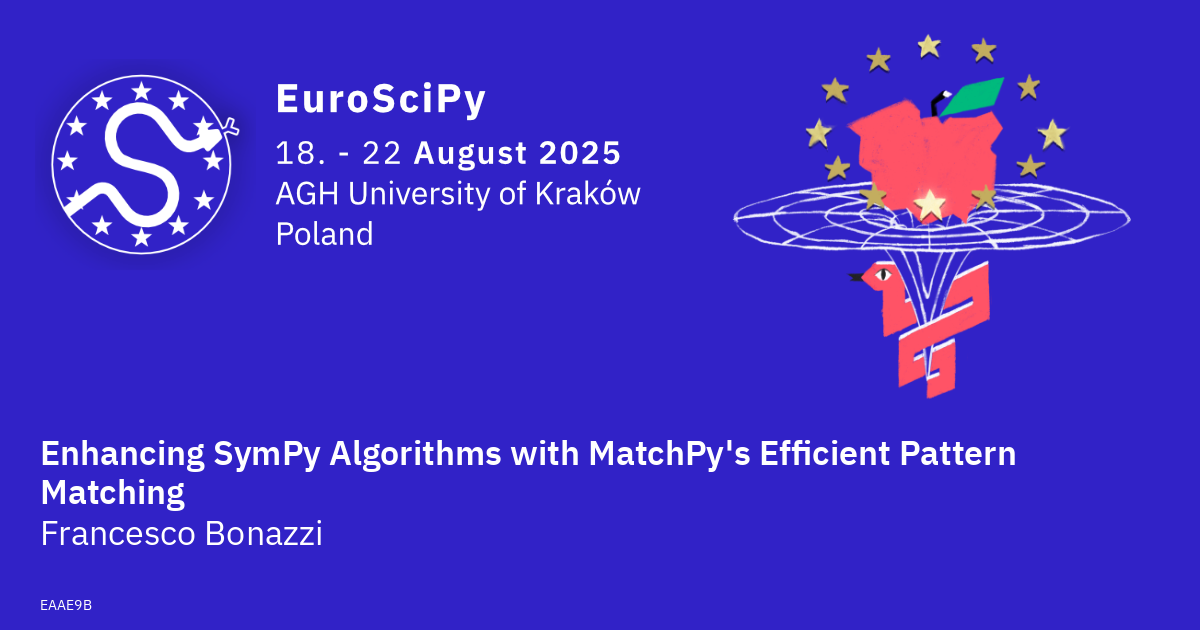 EuroSciPy
18. - 22 August 2025
AGH University of Kraków
Poland
Enhancing SymPy Algorithms with MatchPy's Efficient Pattern
Matching
Francesco Bonazzi
EAAE9B